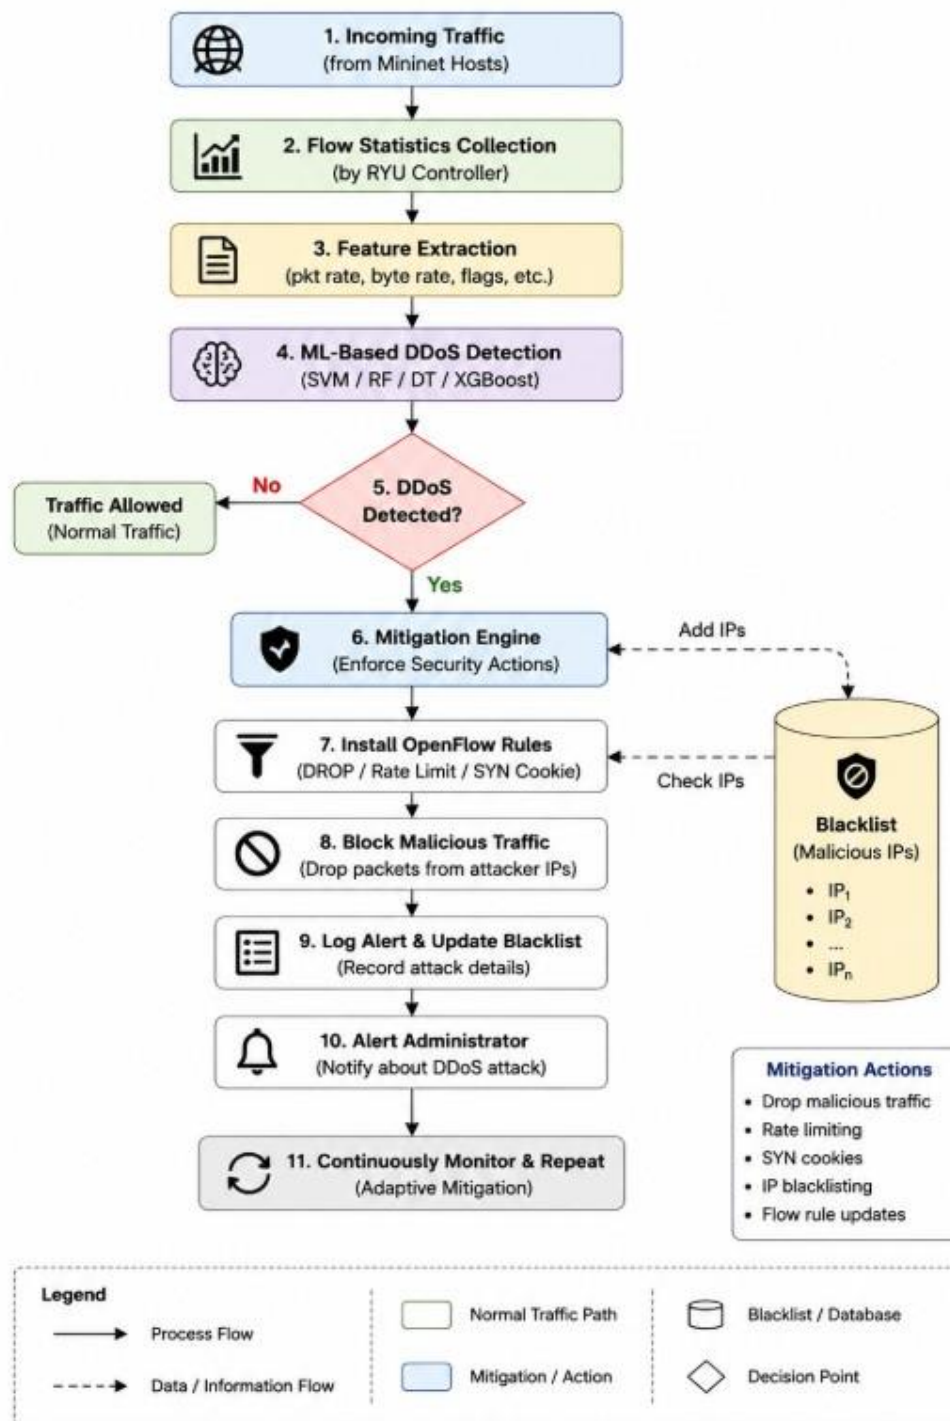 1. Incoming Traffic
(from Mininet Hosts)
2. Flow Statistics Collection
(by RYU Controller)
3. Feature Extraction
(pkt rate, byte rate, flags, etc.)
4. ML-Based DDoS Detection
(SVM / RF / DT / XGBoost)
5. DDoS
Detected?
No
Traffic Allowed
(Normal Traffic)
Yes
6. Mitigation Engine
(Enforce Security Actions)
Add IPs
7. Install OpenFlow Rules
(DROP / Rate Limit / SYN Cookie)
Check IPs
Blacklist
(Malicious IPs)
• IP₁
• IP₂
• ...
• IPₙ
8. Block Malicious Traffic
(Drop packets from attacker IPs)
9. Log Alert & Update Blacklist
(Record attack details)
10. Alert Administrator
(Notify about DDoS attack)
11. Continuously Monitor & Repeat
(Adaptive Mitigation)
Mitigation Actions
• Drop malicious traffic
• Rate limiting
• SYN cookies
• IP blacklisting
• Flow rule updates
Legend
Process Flow
Data / Information Flow
Normal Traffic Path
Mitigation / Action
Blacklist / Database
Decision Point